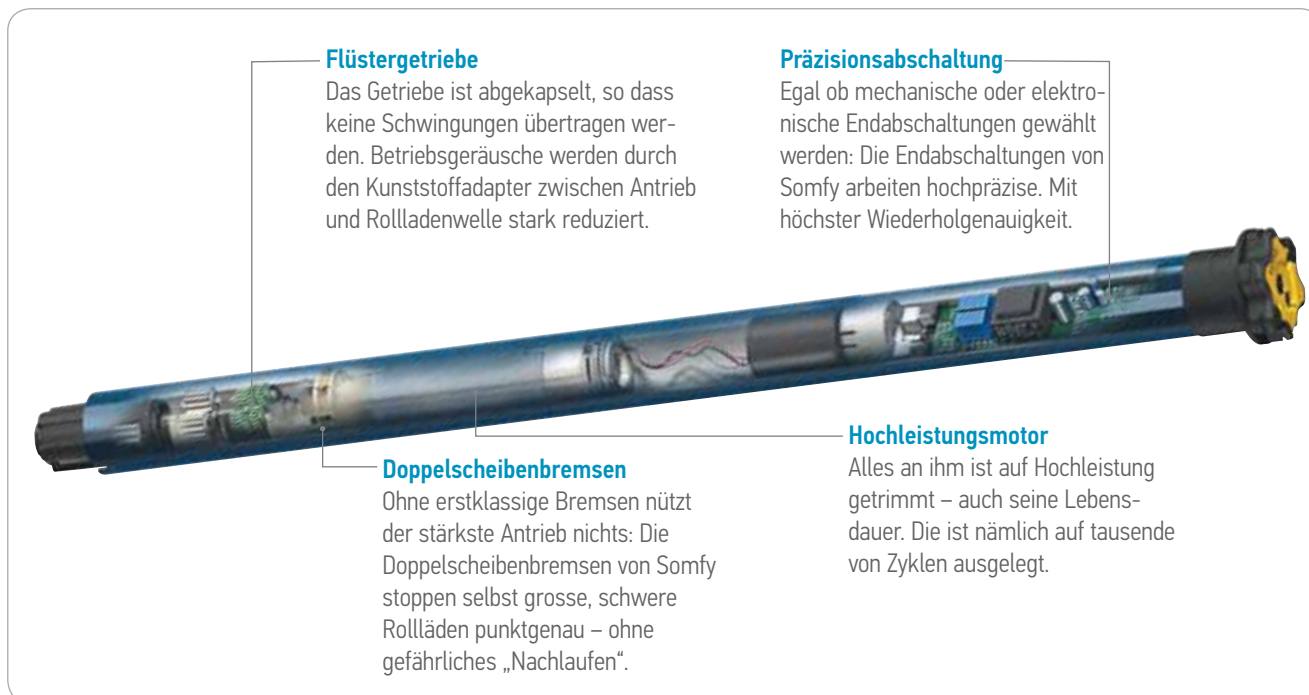 Flüstergetriebe
Das Getriebe ist abgekapselt, so dass
keine Schwingungen übertragen wer-
den. Betriebsgeräusche werden durch
den Kunststoffadapter zwischen Antrieb
und Rollladenwelle stark reduziert.
Präzisionsabschaltung
Egal ob mechanische oder elektro-
nische Endabschaltungen gewählt
werden: Die Endabschaltungen von
Somfy arbeiten hochpräzise. Mit
höchster Wiederholgenauigkeit.
Doppelscheibenbremsen
Ohne erstklassige Bremsen nützt
der stärkste Antrieb nichts: Die
Doppelscheibenbremsen von Somfy
stoppen selbst grosse, schwere
Rollläden punktgenau – ohne
gefährliches „Nachlaufen“.
Hochleistungsmotor
Alles an ihm ist auf Hochleistung
getrimmt – auch seine Lebens-
dauer. Die ist nämlich auf tausende
von Zyklen ausgelegt.